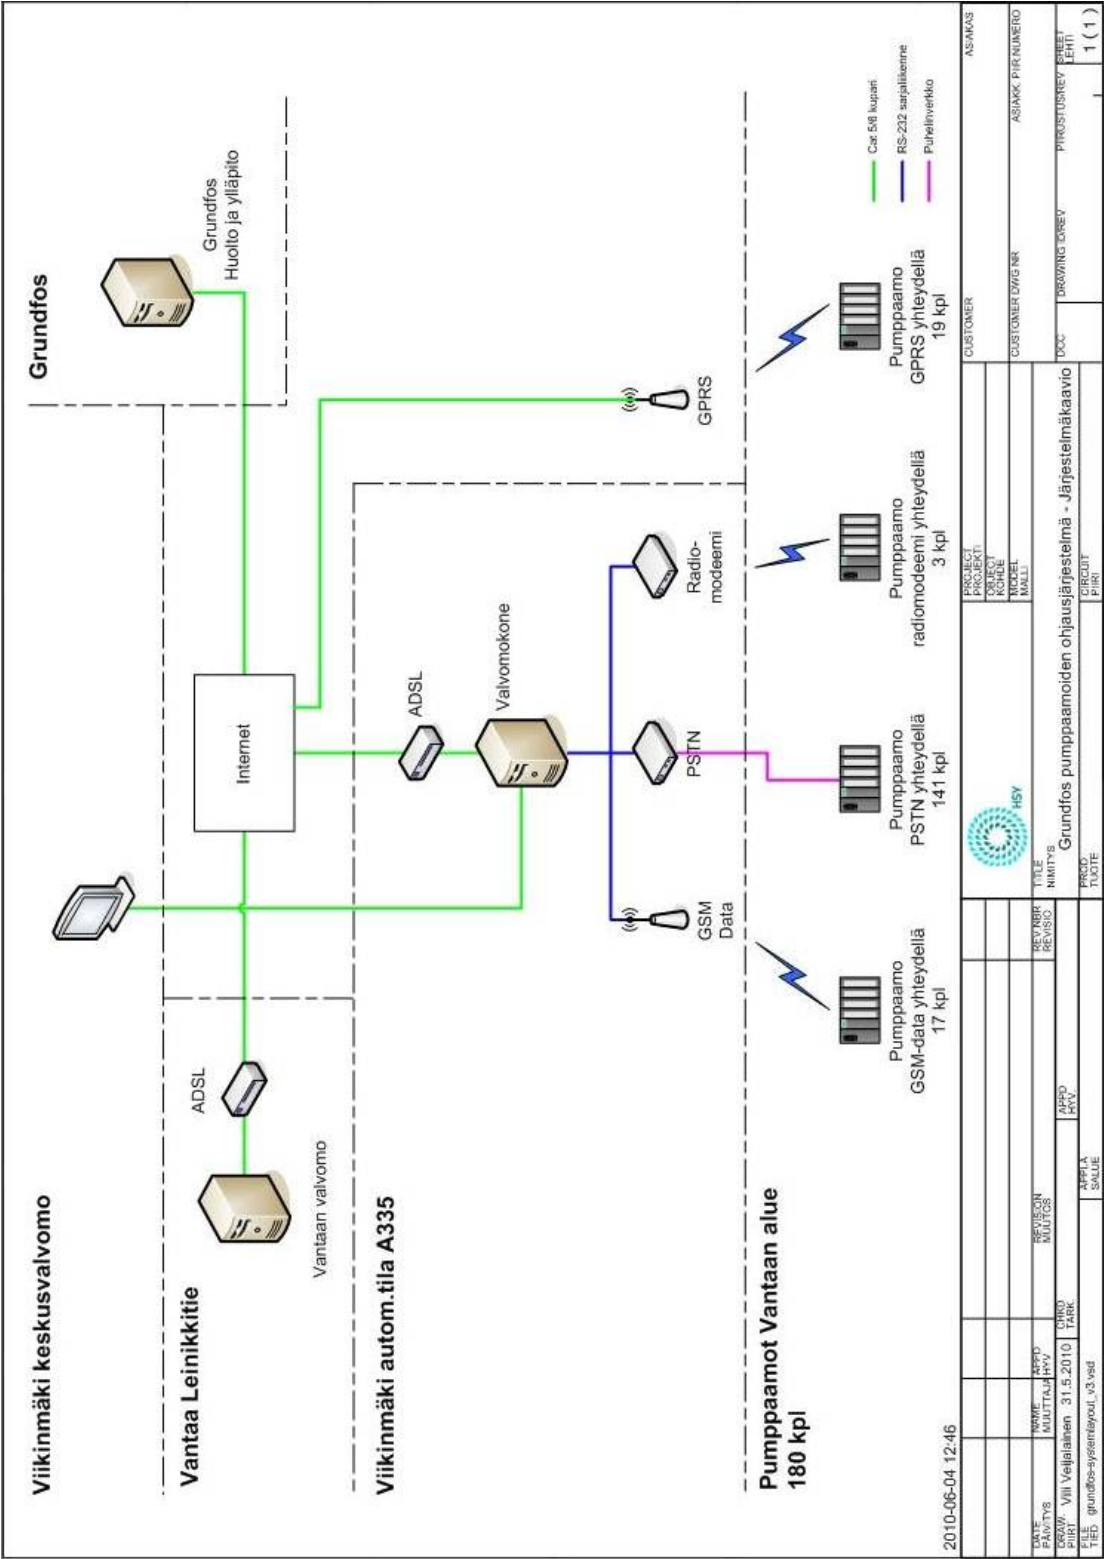 Viikinmäki keskusvalvomo
Grundfos
Grundfos
Huolto ja ylläpito
Vantaa Leinikkitie
ADSL
Vantaan valvomo
Internet
Viikinmäki autom.tila A335
ADSL
Valvomokone
GSM
Data
PSTN
Radio-
modeemi
GPRS
Pumppaamot Vantaan alue
180 kpl
Pumppaamo
GSM-data yhteydellä
17 kpl
Pumppaamo
PSTN yhteydellä
141 kpl
Pumppaamo
radiomodeemi yhteydellä
3 kpl
Pumppaamo
GPRS yhteydellä
19 kpl
Cat 5/6 kupari
RS-232 sarjaliikenne
Puhelinverkko
2010-06-04 12:46
DATE
PÄIVITYS
NAME
MUUTTAJA
APPD
HYV
REVISION
MUUTOS
REV NBR
REVISIO
DRAW.
PIIRT
Vili Veijalainen 31.5.2010
CHKD
TARK.
APPD
HYV.
FILE
TIED
grundfos-systemlayout_v3.vsd
APPL.A
SALUE
HSY
PROJECT
PROJEKTI
OBJECT
KOHDE
MODEL
MALLI
TITLE
NIMITYS
Grundfos pumppaamoiden ohjausjärjestelmä - Järjestelmäkaavio
PROD
TUOTE
CIRCUIT
PIIRI
CUSTOMER
ASIAKAS
CUSTOMER DWG NR
ASIAKK. PIIR.NUMERO
DCC
DRAWING ID/REV
PIIRUSTUS/REV
SHEET
LEHTI
1 ( 1 )